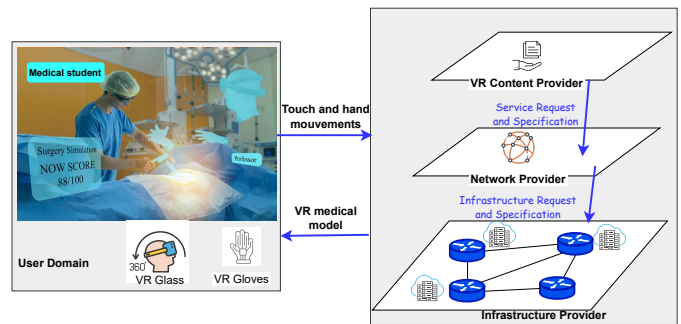 Medical student
Surgery Simulation
NOW SCORE
88/100
Professor
User Domain
360°
VR Glass
VR Gloves
Touch and hand
mouvements
VR medical
model
VR Content Provider
Service Request
and Specification
Network Provider
Infrastructure Request
and Specification
Infrastructure Provider